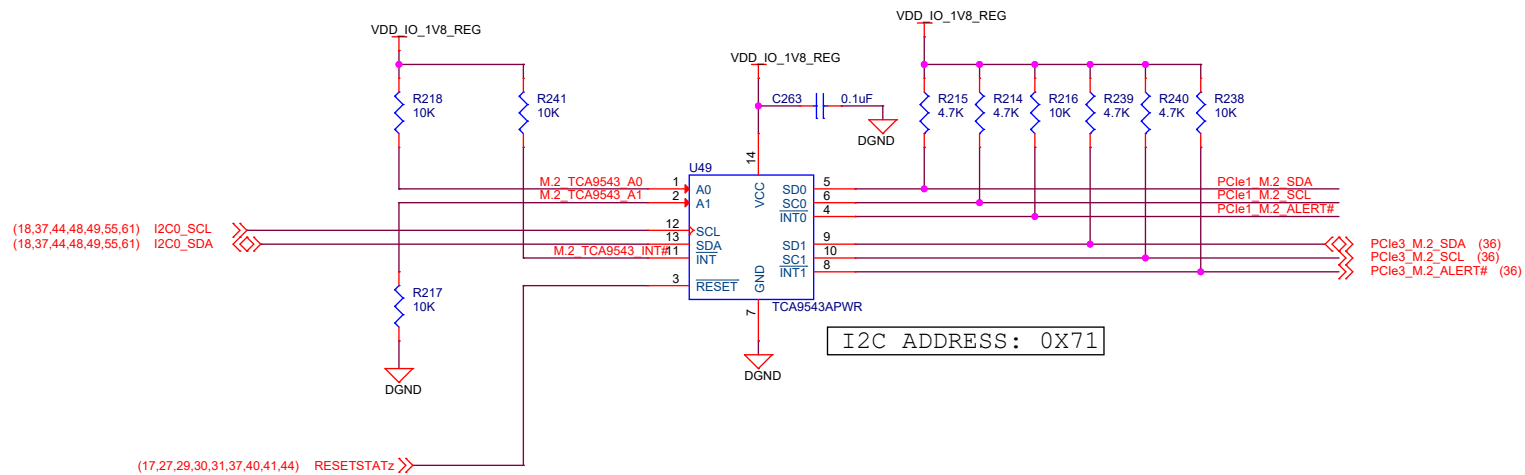 VDD_IO_1V8_REG
VDD_IO_1V8_REG
VDD_IO_1V8_REG
R218
10K
R241
10K
C263
0.1uF
DGND
R215
4.7K
R214
4.7K
R216
10K
R239
4.7K
R240
4.7K
R238
10K
14
U49
M.2_TCA9543_A0
1
A0
VCC
SD0
5
PCIe1_M.2_SDA
M.2_TCA9543_A1
2
A1
SC0
6
PCIe1_M.2_SCL
INT0
4
PCIe1_M.2_ALERT#
(18,37,44,48,49,55,61) I2C0_SCL
12
SCL
(18,37,44,48,49,55,61) I2C0_SDA
13
SDA
SD1
9
PCIe3_M.2_SDA (36)
M.2_TCA9543_INT#
11
INT
SC1
10
PCIe3_M.2_SCL (36)
INT1
8
PCIe3_M.2_ALERT# (36)
3
RESET
GND
R217
10K
7
TCA9543APWR
I2C ADDRESS: 0X71
DGND
DGND
(17,27,29,30,31,37,40,41,44) RESETSTATz